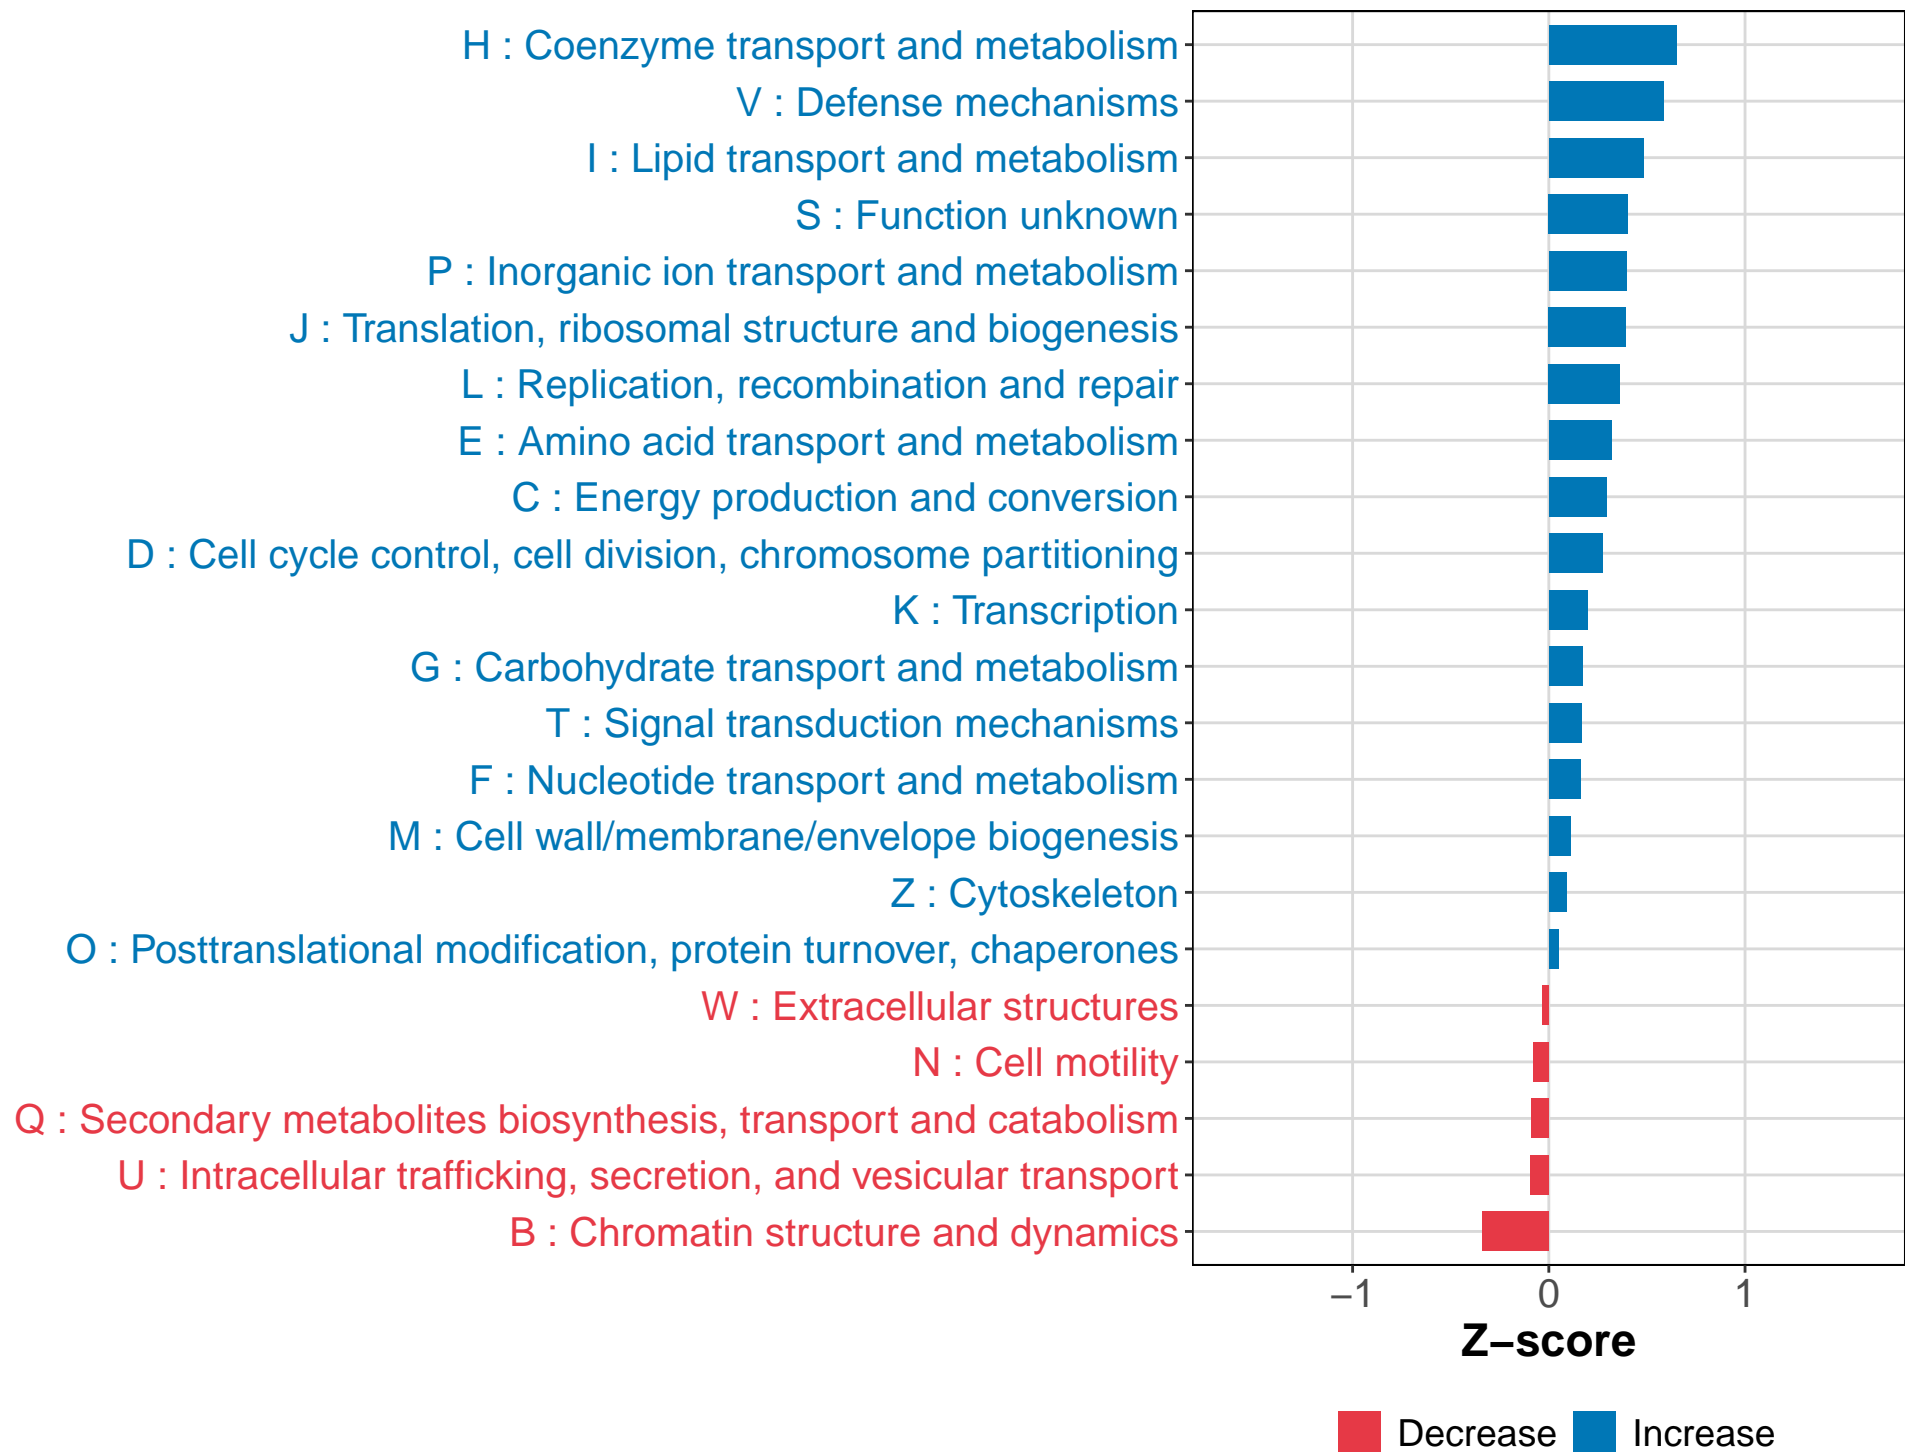 H : Coenzyme transport and metabolism
V : Defense mechanisms
I : Lipid transport and metabolism
S : Function unknown
P : Inorganic ion transport and metabolism
J : Translation, ribosomal structure and biogenesis
L : Replication, recombination and repair
E : Amino acid transport and metabolism
C : Energy production and conversion
D : Cell cycle control, cell division, chromosome partitioning
K : Transcription
G : Carbohydrate transport and metabolism
T : Signal transduction mechanisms
F : Nucleotide transport and metabolism
M : Cell wall/membrane/envelope biogenesis
Z : Cytoskeleton
O : Posttranslational modification, protein turnover, chaperones
W : Extracellular structures
N : Cell motility
Q : Secondary metabolites biosynthesis, transport and catabolism
U : Intracellular trafficking, secretion, and vesicular transport
B : Chromatin structure and dynamics
−1 0 1
Z−score
Decrease Increase